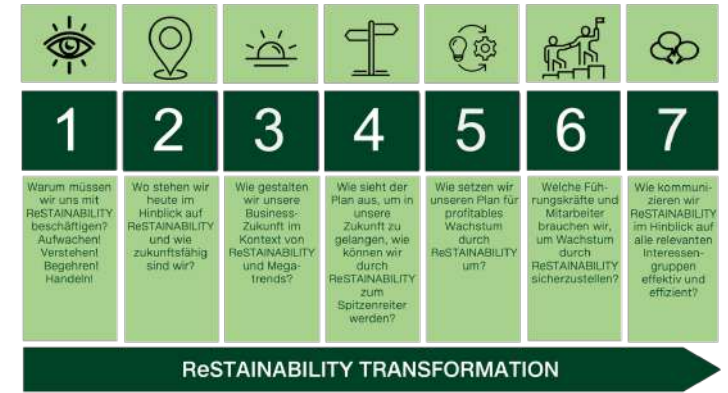 1
Warum müssen
wir uns mit
ReSTAINABILITY
beschäftigen?
Aufwachen!
Verstehen!
Begehren!
Handeln!
2
Wo stehen wir
heute im
Hinblick auf
ReSTAINABILITY
und wie
zukunftsfähig
sind wir?
3
Wie gestalten
wir unsere
Business-
Zukunft im
Kontext von
ReSTAINABILITY
und Mega-
trends?
4
Wie sieht der
Plan aus, um in
unsere
Zukunft zu
gelangen, wie
können wir
durch
ReSTAINABILITY
zum
Spitzenreiter
werden?
5
Wie setzen wir
unseren Plan für
profitables
Wachstum
durch
ReSTAINABILITY
um?
6
Welche Füh-
rungskräfte und
Mitarbeiter
brauchen wir,
um Wachstum
durch
ReSTAINABILITY
sicherzustellen?
7
Wie kommuni-
zieren wir
ReSTAINABILITY
im Hinblick auf
alle relevanten
Interessen-
gruppen
effektiv und
effizient?
ReSTAINABILITY TRANSFORMATION